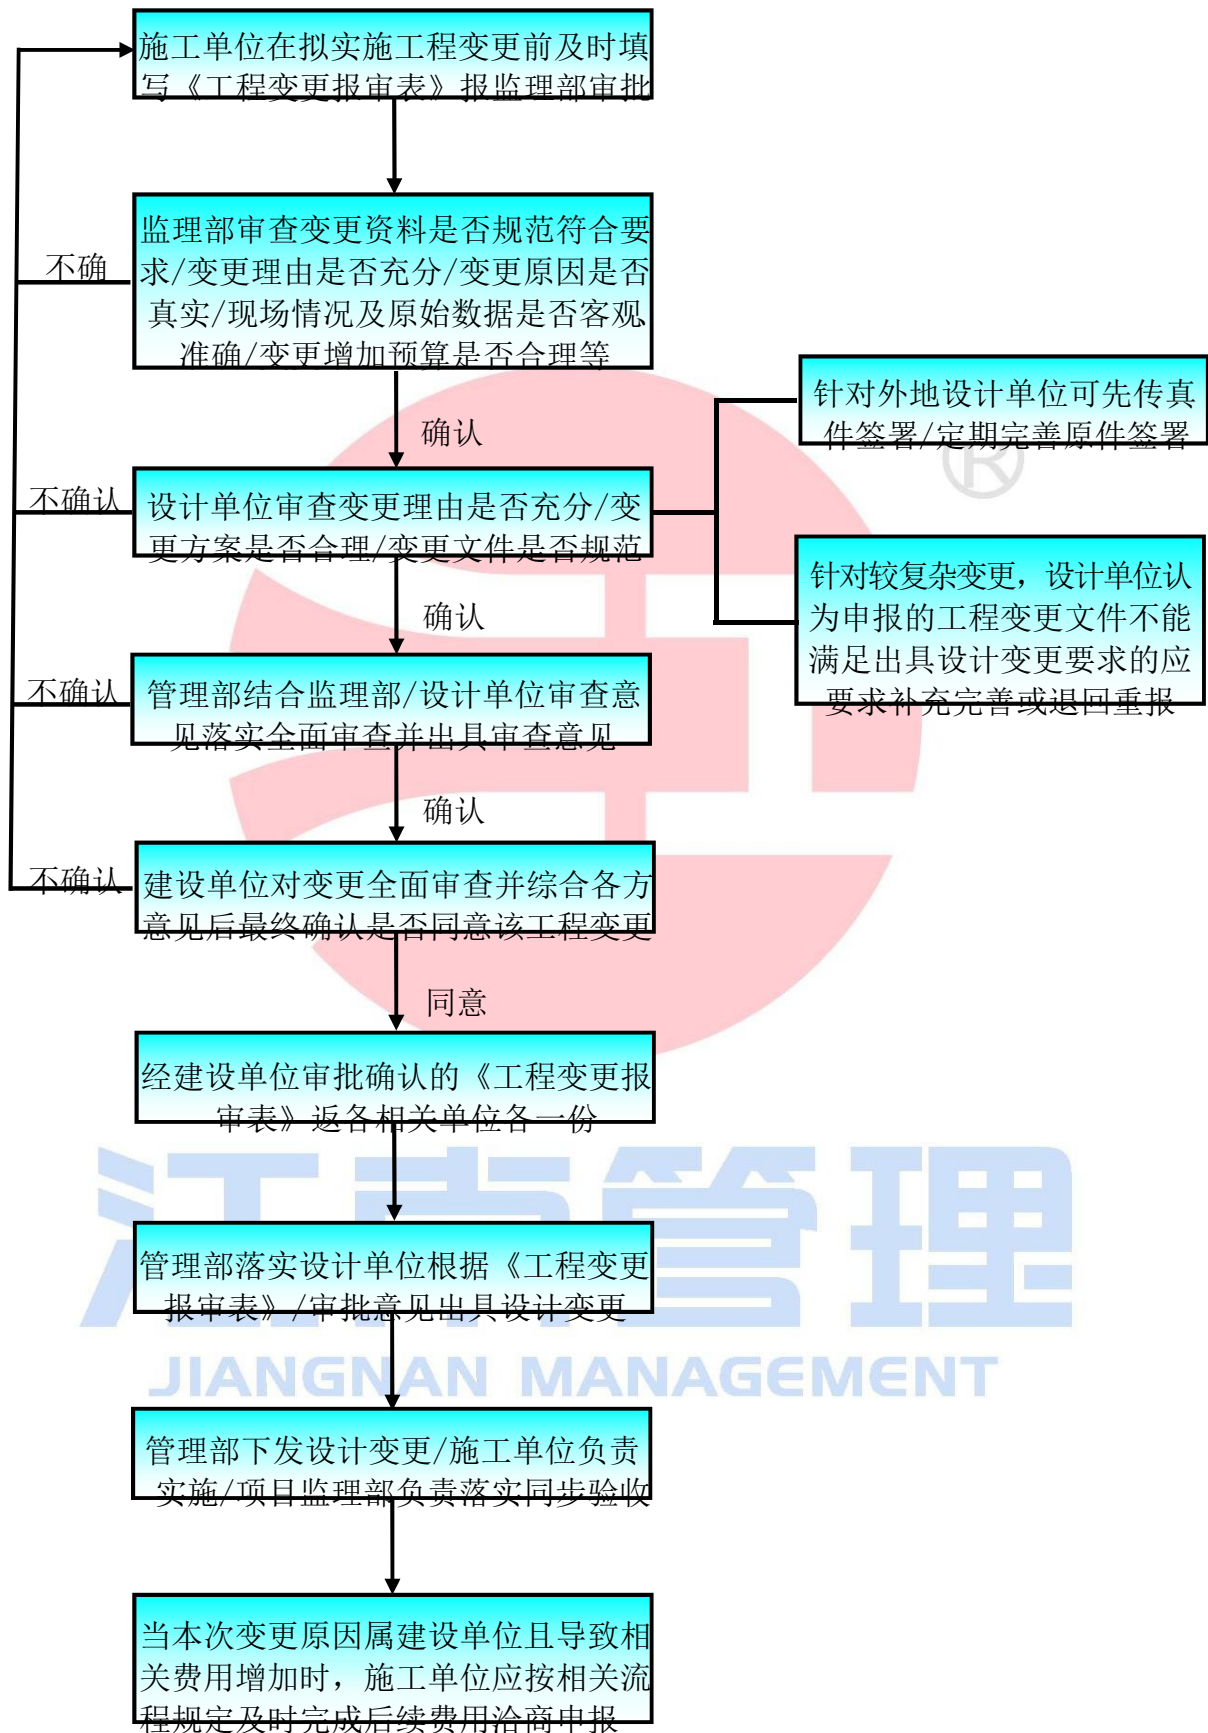 施工单位在拟实施工程变更前及时填
写《工程变更报审表》报监理部审批
监理部审查变更资料是否规范符合要
求/变更理由是否充分/变更原因是否
真实/现场情况及原始数据是否客观、
准确/变更增加预算是否合理等
不确
确认
针对外地设计单位可先传真
件签署/定期完善原件签署
®
不确认
设计单位审查变更理由是否充分/变
更方案是否合理/变更文件是否规范
针对较复杂变更，设计单位认
为申报的工程变更文件不能
满足出具设计变更要求的应
要求补充完善或退回重报
确认
不确认
管理部结合监理部/设计单位审查意
见落实全面审查并出具审查意见
确认
不确认
建设单位对变更全面审查并综合各方
意见后最终确认是否同意该工程变更
同意
经建设单位审批确认的《工程变更报
审表》返各相关单位各一份
江南管理
管理部落实设计单位根据《工程变更
报审表》/审批意见出具设计变更
JIANGNAN MANAGEMENT
管理部下发设计变更/施工单位负责
实施/项目监理部负责落实同步验收
当本次变更原因属建设单位且导致相
关费用增加时，施工单位应按相关流
程规定及时完成后续费用洽商申报